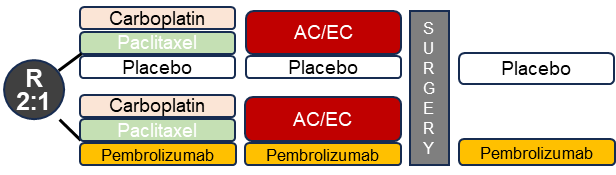 R
2:1
Carboplatin
Paclitaxel
Placebo
AC/EC
Placebo
Carboplatin
Paclitaxel
Pembrolizumab
AC/EC
Pembrolizumab
SURGERY
Placebo
Pembrolizumab